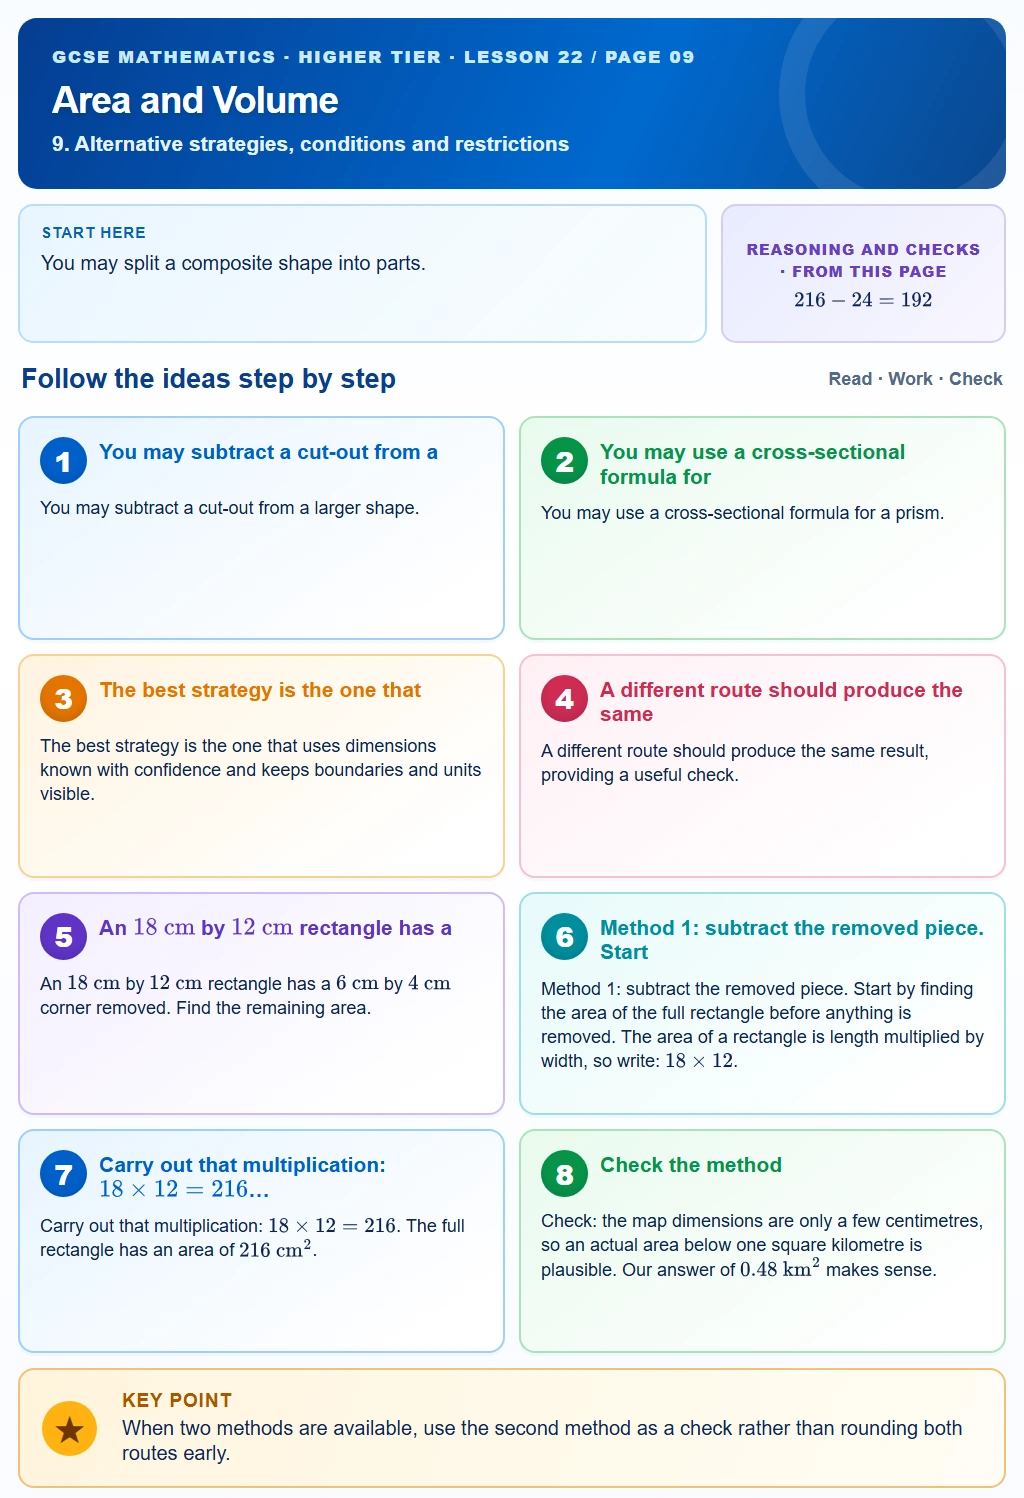 GCSE MATHEMATICS · HIGHER TIER · LESSON 22 / PAGE 09
Area and Volume
9. Alternative strategies, conditions and restrictions
START HERE
You may split a composite shape into parts.
REASONING AND CHECKS
· FROM THIS PAGE
216 − 24 = 192
Follow the ideas step by step
Read · Work · Check
1
You may subtract a cut-out from a
You may subtract a cut-out from a larger shape.
2
You may use a cross-sectional
formula for
You may use a cross-sectional formula for a prism.
3
The best strategy is the one that
The best strategy is the one that uses dimensions
known with confidence and keeps boundaries and units
visible.
4
A different route should produce the
same
A different route should produce the same result,
providing a useful check.
5
An 18 cm by 12 cm rectangle has a
An 18 cm by 12 cm rectangle has a 6 cm by 4 cm
corner removed. Find the remaining area.
6
Method 1: subtract the removed piece.
Start
Method 1: subtract the removed piece. Start by finding
the area of the full rectangle before anything is
removed. The area of a rectangle is length multiplied by
width, so write: 18 × 12.
7
Carry out that multiplication:
18 × 12 = 216...
Carry out that multiplication: 18 × 12 = 216. The full
rectangle has an area of 216 cm².
8
Check the method
Check: the map dimensions are only a few centimetres,
so an actual area below one square kilometre is
plausible. Our answer of 0.48 km² makes sense.
KEY POINT
When two methods are available, use the second method as a check rather than rounding both
routes early.